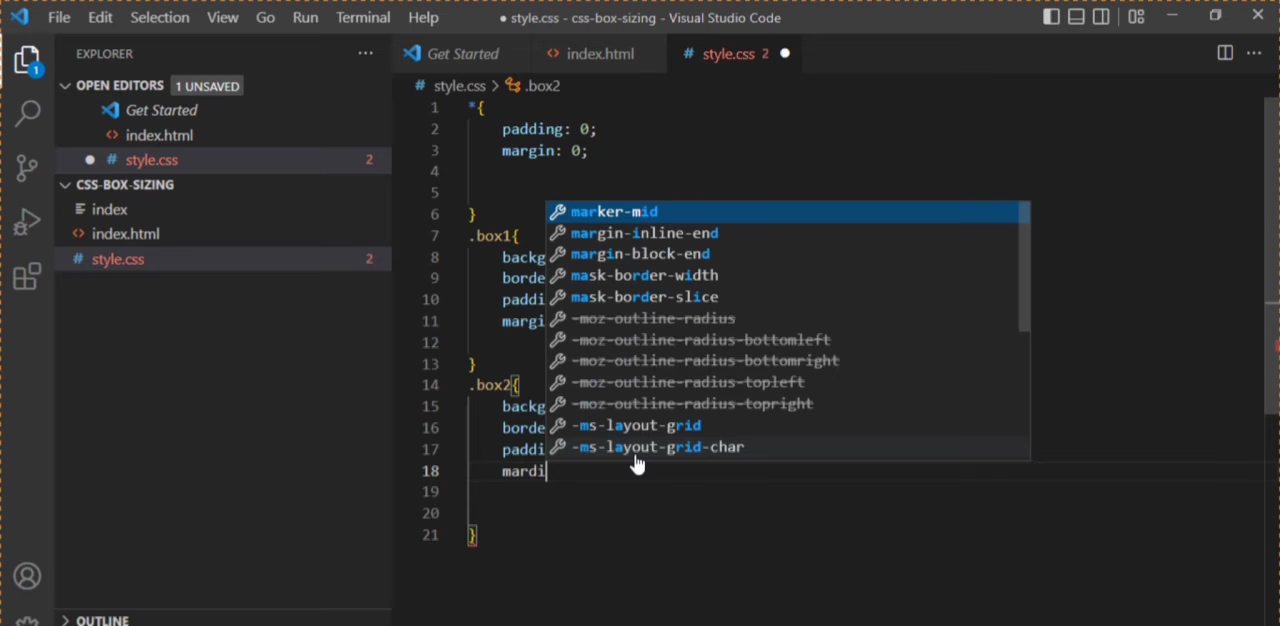 File Edit Selection View Go Run Terminal Help
● style.css - css-box-sizing - Visual Studio Code
EXPLORER
Get Started
index.html
# style.css 2
1
OPEN EDITORS 1 UNSAVED
Get Started
index.html
# style.css 2
CSS-BOX-SIZING
index
index.html
# style.css 2
OUTLINE
# style.css > .box2
1 *{
2 padding: 0;
3 margin: 0;
4
5
6 }
7 .box1{
8 backg
9 borde
10 paddi
11 margi
12
13 }
14 .box2{
15 backg
16 borde
17 paddi
18 mardi
19
20
21 }
marker-mid
margin-inline-end
margin-block-end
mask-border-width
mask-border-slice
-moz-outline-radius
-moz-outline-radius-bottomleft
-moz-outline-radius-bottomright
-moz-outline-radius-topleft
-moz-outline-radius-topright
-ms-layout-grid
-ms-layout-grid-char